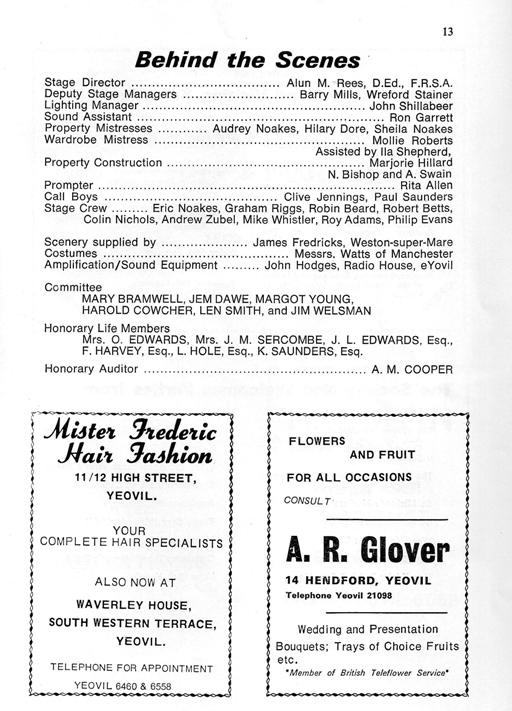 13
Behind the Scenes
Stage Director .................................... Alun M. Rees, D.Ed., F.R.S.A.
Deputy Stage Managers ........................ Barry Mills, Wreford Stainer
Lighting Manager .................................................. John Shillabeer
Sound Assistant ........................................................ Ron Garrett
Property Mistresses ............ Audrey Noakes, Hilary Dore, Sheila Noakes
Wardrobe Mistress ................................................ Mollie Roberts
Assisted by Ila Shepherd,
Property Construction .............................................. Marjorie Hillard
N. Bishop and A. Swain
Prompter ................................................................ Rita Allen
Call Boys .................................... Clive Jennings, Paul Saunders
Stage Crew ......... Eric Noakes, Graham Riggs, Robin Beard, Robert Betts,
Colin Nichols, Andrew Zubel, Mike Whistler, Roy Adams, Philip Evans
Scenery supplied by .................... James Fredricks, Weston-super-Mare
Costumes ........................................ Messrs. Watts of Manchester
Amplification/Sound Equipment ......... John Hodges, Radio House, eYovil
Committee
MARY BRAMWELL, JEM DAWE, MARGOT YOUNG,
HAROLD COWCHER, LEN SMITH, and JIM WELSMAN
Honorary Life Members
Mrs. O. EDWARDS, Mrs. J. M. SERCOMBE, J. L. EDWARDS, Esq.,
F. HARVEY, Esq., L. HOLE, Esq., K. SAUNDERS, Esq.
Honorary Auditor .............................................. A. M. COOPER
Mister Frederic
Hair Fashion
11/12 HIGH STREET,
YEOVIL.
YOUR
COMPLETE HAIR SPECIALISTS
ALSO NOW AT
WAVERLEY HOUSE,
SOUTH WESTERN TERRACE,
YEOVIL.
TELEPHONE FOR APPOINTMENT
YEOVIL 6460 & 6558
FLOWERS
AND FRUIT
FOR ALL OCCASIONS
CONSULT
A. R. Glover
14 HENDFORD, YEOVIL
Telephone Yeovil 21098
Wedding and Presentation
Bouquets; Trays of Choice Fruits
etc.
*Member of British Teleflower Service*